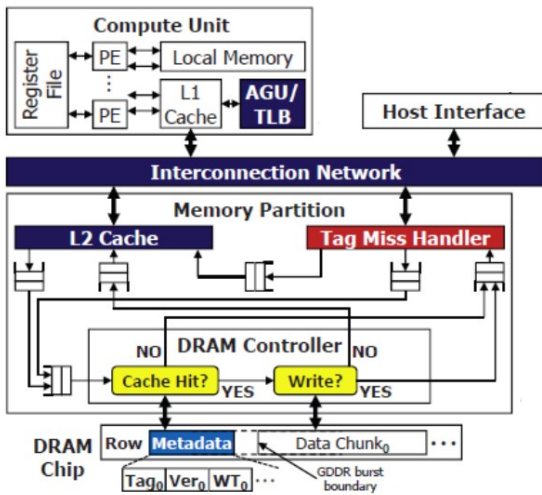 Compute Unit
Register File
PE
Local Memory
⋮
PE
L1 Cache
AGU/TLB
Host Interface
Interconnection Network
Memory Partition
L2 Cache
Tag Miss Handler
NO
DRAM Controller
NO
Cache Hit?
YES
Write?
YES
DRAM Chip
Row
Metadata
Data Chunk₀
···
GDDR burst boundary
Tag₀
Ver₀
WT₀
···